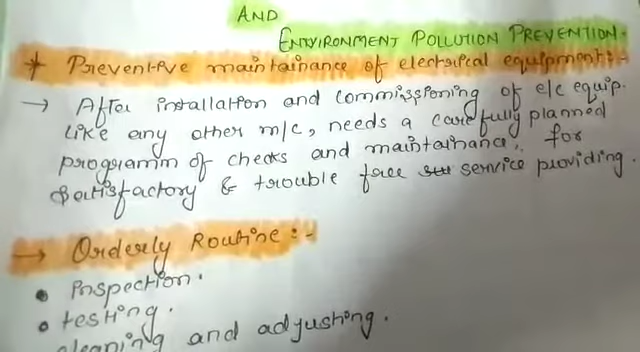 AND
ENVIRONMENT POLLUTION PREVENTION.
* Preventive maintainance of electrical equipment:-
→ After installation and commissioning of e/c equip.
like any other m/c, needs a carefully planned
programm of checks and maintainance, for
satisfactory & trouble free service providing.
→ Orderly Routine:-
• Inspection.
• testing.
cleaning and adjusting.